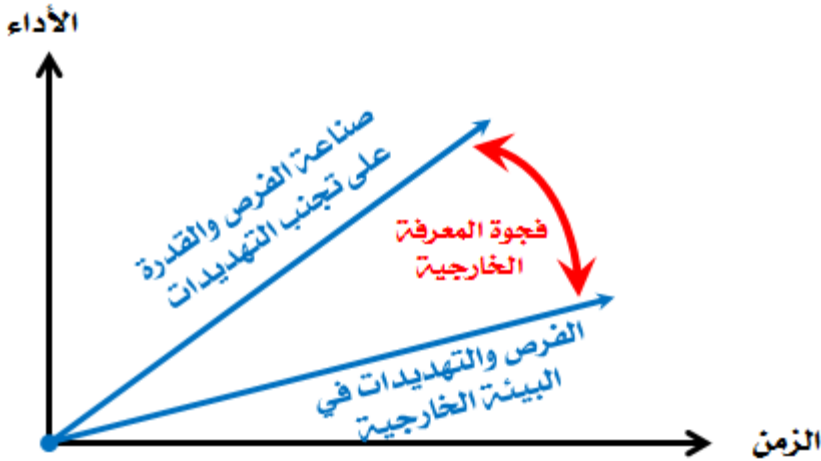 الأداء
صناعة الفرص والقدرة
على تجنب التهديدات
فجوة المعرفة
الخارجية
الفرص والتهديدات في
البيئة الخارجية
الزمن